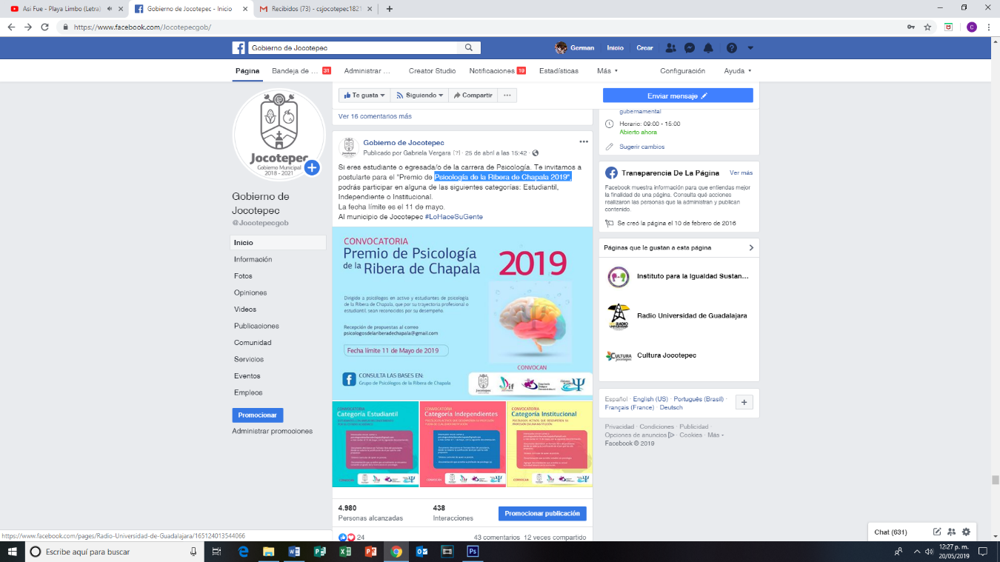 Asi Fue - Playa Limbo (Letra)
Gobierno de Jocotepec - Inicio
Recibidos (73) - csjocotepec1821
https://www.facebook.com/Jocotepecgob/
Gobierno de Jocotepec
German Inicio Crear
Página Bandeja de ... 31 Administrar ... Creator Studio Notificaciones 19 Estadísticas Más Configuración Ayuda
Te gusta Siguiendo Compartir ...
Enviar mensaje
Jocotepec
Gobierno Municipal
2018 - 2021
Gobierno de
Jocotepec
@Jocotepecgob
Inicio
Información
Fotos
Opiniones
Videos
Publicaciones
Comunidad
Servicios
Eventos
Empleos
Promocionar
Administrar promociones
Ver 16 comentarios más
Gobierno de Jocotepec
Publicado por Gabriela Vergara [?] · 25 de abril a las 15:42 ·
Si eres estudiante o egresada/o de la carrera de Psicología. Te invitamos a
postularte para el "Premio de Psicología de la Ribera de Chapala 2019",
podrás participar en alguna de las siguientes categorías: Estudiantil,
Independiente o Institucional.
La fecha límite es el 11 de mayo.
Al municipio de Jocotepec #LoHaceSuGente
CONVOCATORIA
Premio de Psicología
de la Ribera de Chapala
2019
Dirigido a psicólogos en activo y estudiantes de psicología
de la Ribera de Chapala, que por su trayectoria profesional o
estudiantil sean reconocidos por su desempeño.
Recepción de propuestas al correo
psicologosdelariberadechapala@gmail.com
Fecha límite 11 de Mayo de 2019
CONSULTA LAS BASES EN:
Grupo de Psicólogos de la Ribera de Chapala
CONVOCAN
CONVOCATORIA
Categoría Estudiantil
CONVOCAN
CONVOCATORIA
Categoría Independientes
CONVOCAN
CONVOCATORIA
Categoría Institucional
CONVOCAN
4.980
Personas alcanzadas
438
Interacciones
Promocionar publicación
24
43 comentarios 12 veces compartido
gubernamental
Horario: 09:00 - 15:00
Abierto ahora
Sugerir cambios
Transparencia De La Página Ver más
Facebook muestra información para que entiendas mejor
la finalidad de una página. Consulta qué acciones
realizaron las personas que la administran y publican
contenido.
Se creó la página el 10 de febrero de 2016
Páginas que le gustan a esta página
Instituto para la Igualdad Sustan...
Radio Universidad de Guadalajara
Cultura Jocotepec
Español · English (US) · Português (Brasil) ·
Français (France) · Deutsch
Privacidad · Condiciones · Publicidad ·
Opciones de anuncios · Cookies · Más
Facebook © 2019
Chat (631)
https://www.facebook.com/pages/Radio-Universidad-de-Guadalajara/165124013544066
Escribe aquí para buscar
12:27 p. m.
20/05/2019